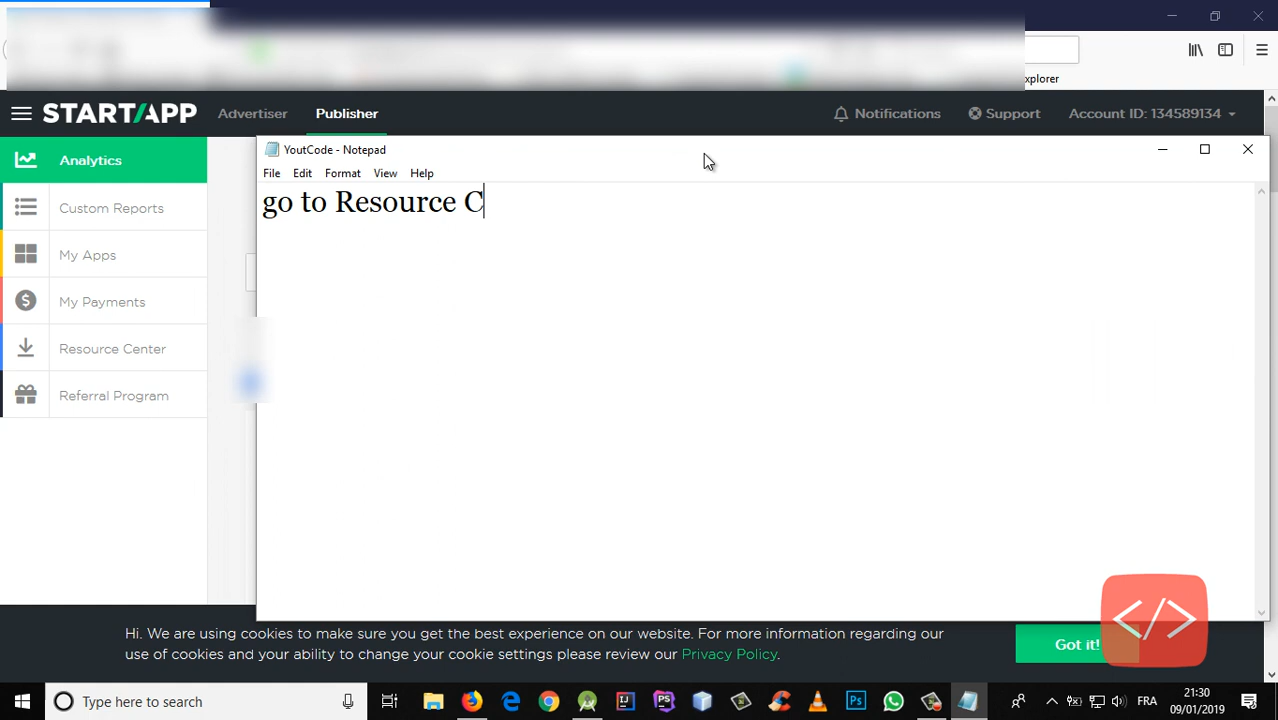 xplorer
STARTAPP Advertiser Publisher Notifications Support Account ID: 134589134
Analytics
Custom Reports
My Apps
My Payments
Resource Center
Referral Program
YoutCode - Notepad
File Edit Format View Help
go to Resource C
Hi. We are using cookies to make sure you get the best experience on our website. For more information regarding our
use of cookies and your ability to change your cookie settings please review our Privacy Policy.
Got it!
</>
Type here to search
FRA
21:30
09/01/2019